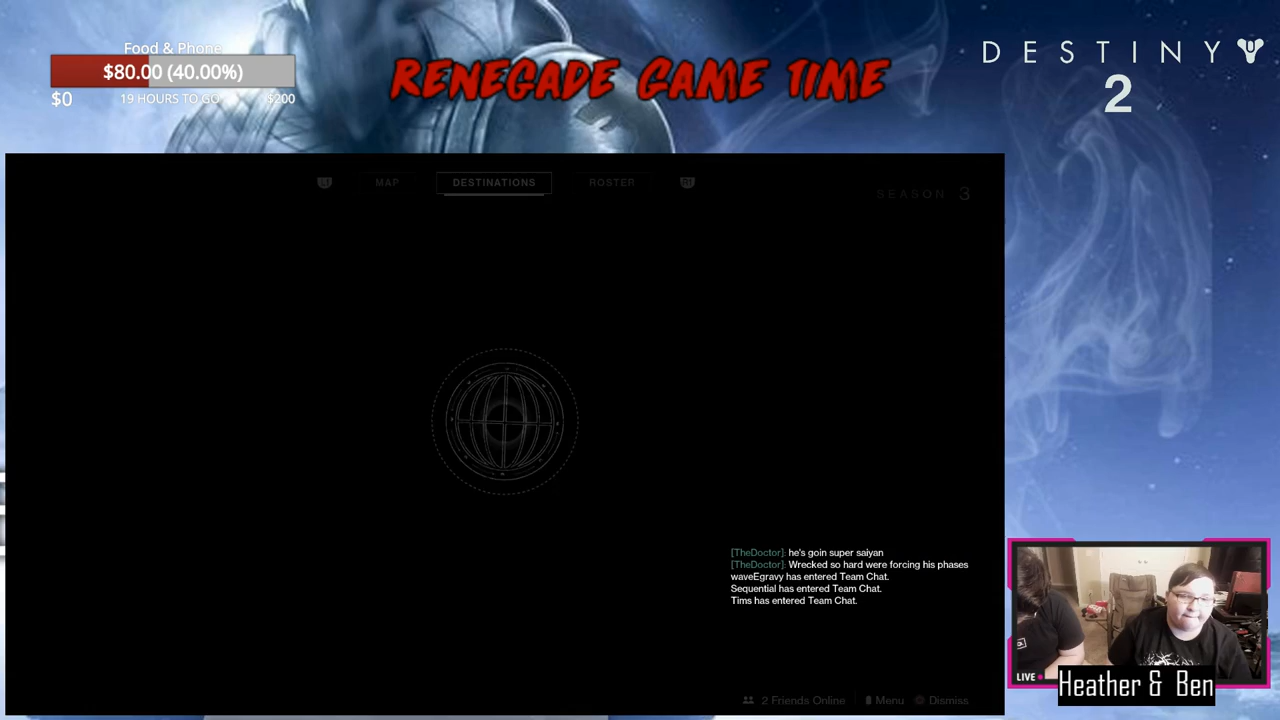 Food & Phone
$80.00 (40.00%)
$0 19 HOURS TO GO $200
RENEGADE GAME TIME
DESTINY
2
L1 MAP DESTINATIONS ROSTER R1
SEASON 3
[TheDoctor]: he's goin super saiyan
[TheDoctor]: Wrecked so hard were forcing his phases
waveEgravy has entered Team Chat.
Sequential has entered Team Chat.
Tims has entered Team Chat.
2 Friends Online Menu Dismiss
LIVE
Heather & Ben